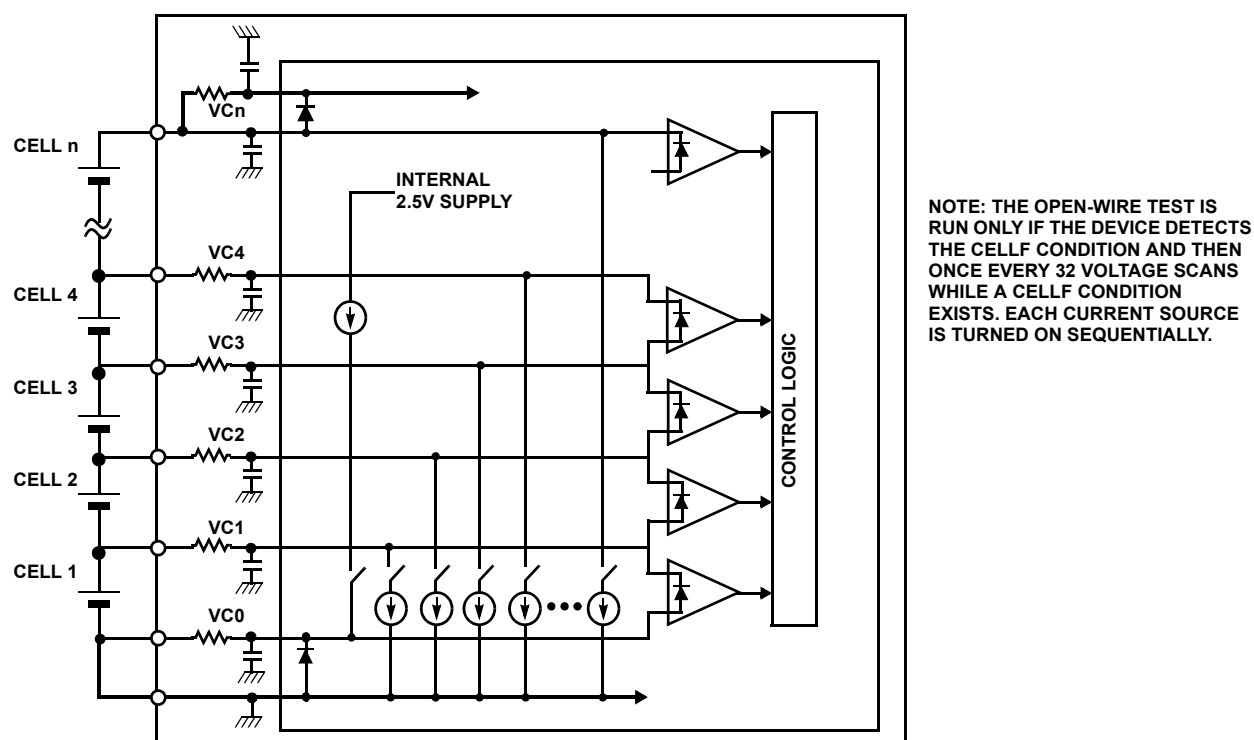 VCn
CELL n
INTERNAL
2.5V SUPPLY
NOTE: THE OPEN-WIRE TEST IS
RUN ONLY IF THE DEVICE DETECTS
THE CELLF CONDITION AND THEN
ONCE EVERY 32 VOLTAGE SCANS
WHILE A CELLF CONDITION
EXISTS. EACH CURRENT SOURCE
IS TURNED ON SEQUENTIALLY.
VC4
CELL 4
VC3
CELL 3
CONTROL LOGIC
VC2
CELL 2
VC1
CELL 1
VC0